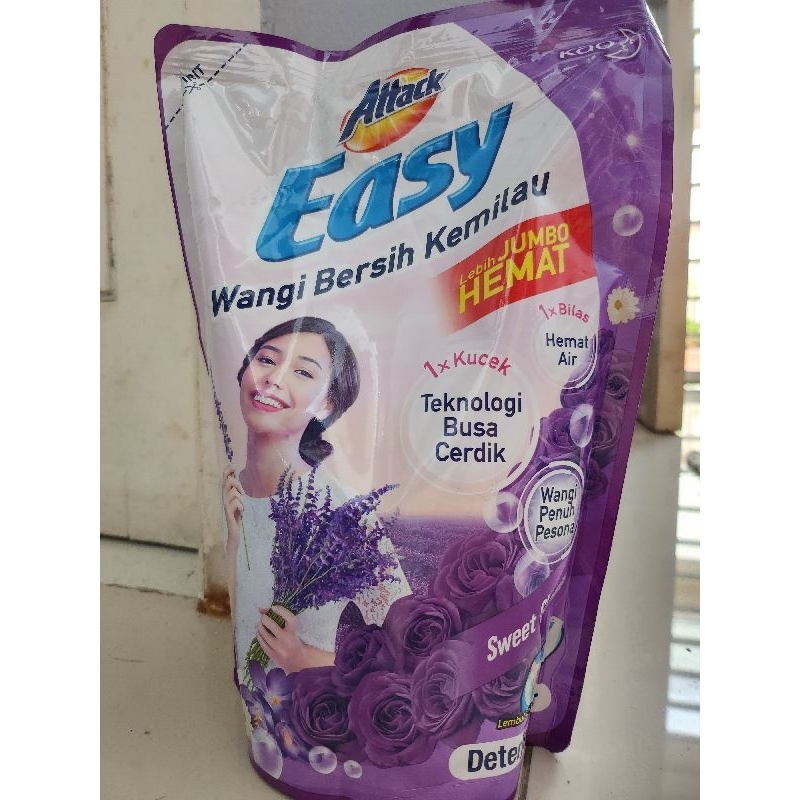 KAO
Attack
Easy
Wangi Bersih Kemilau
Lebih JUMBO
HEMAT
1x Bilas
Hemat
Air
1x Kucek
Teknologi
Busa
Cerdik
Wangi
Penuh
Pesona
Sweet